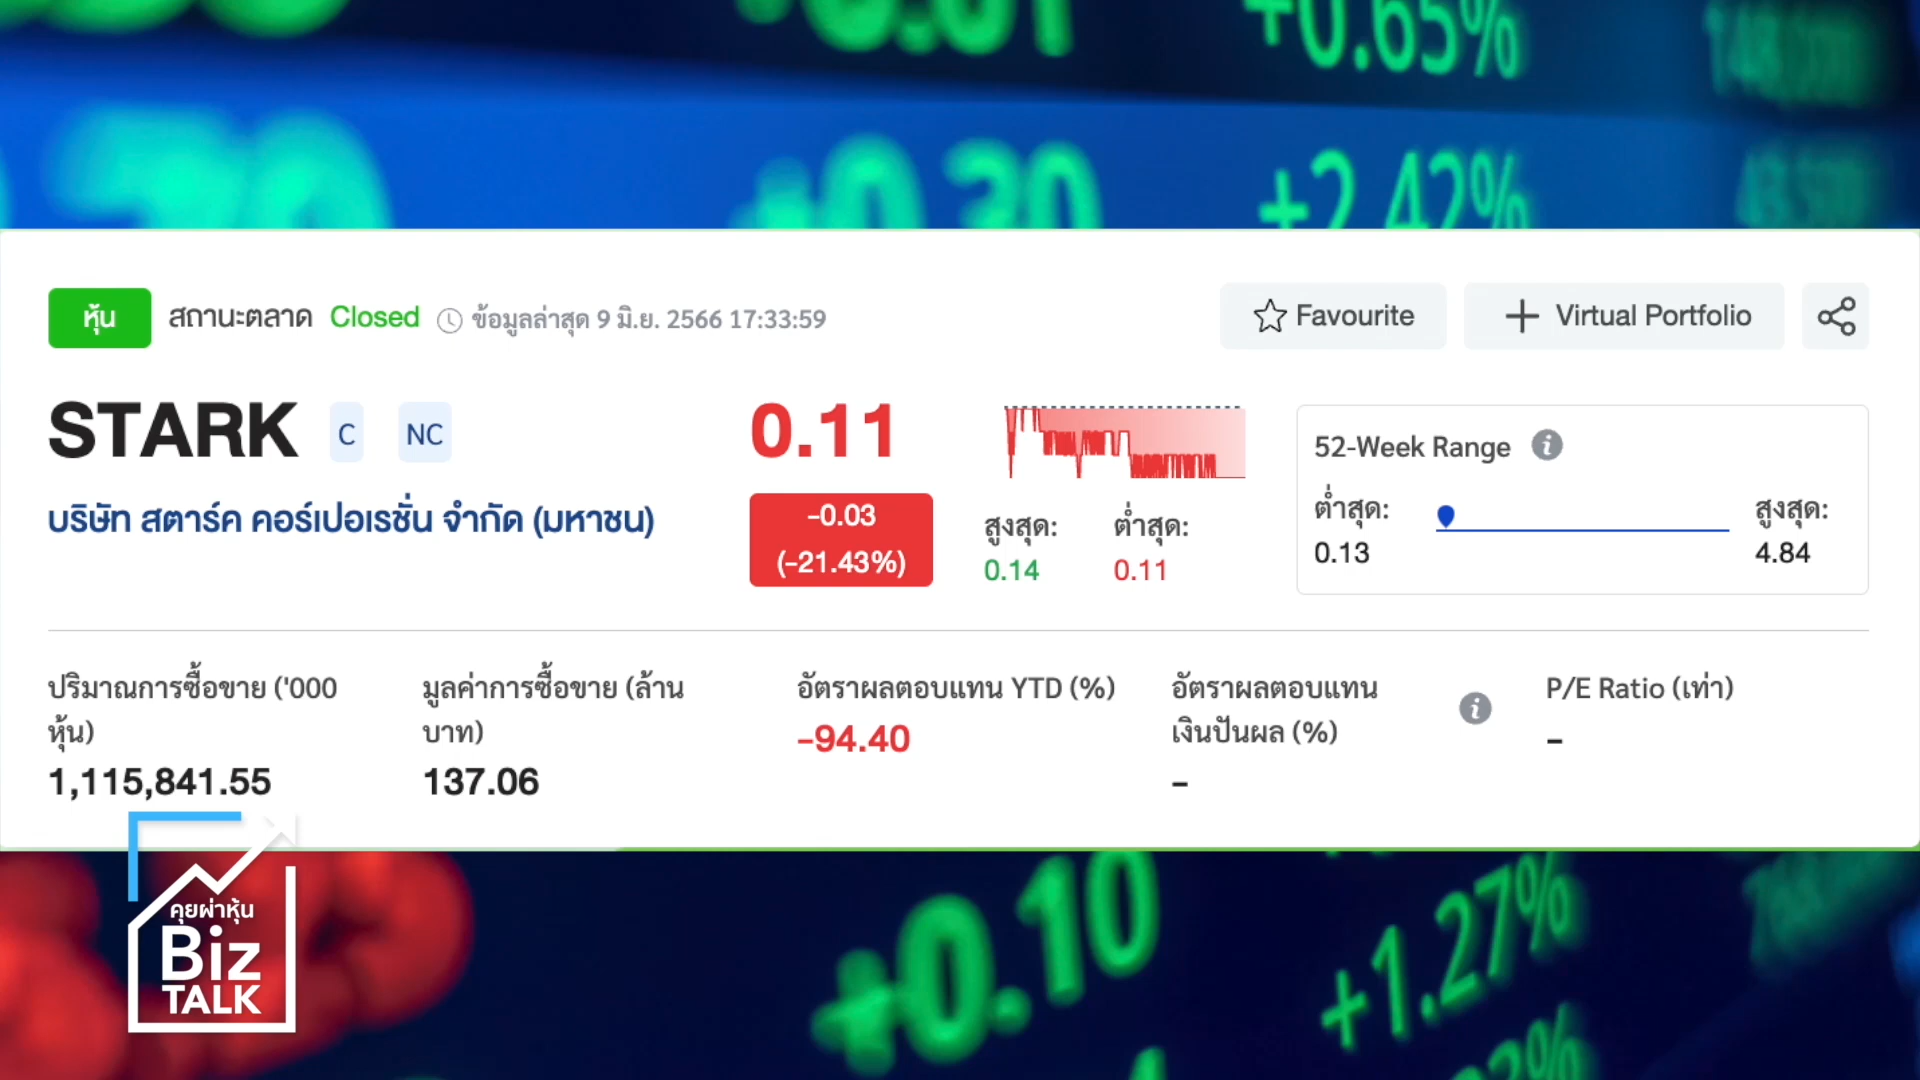 +0.65%
+0.30
+2.42%
หุ้น สถานะตลาด Closed ข้อมูลล่าสุด 9 มิ.ย. 2566 17:33:59
Favourite
Virtual Portfolio
STARK C NC
บริษัท สตาร์ค คอร์เปอเรชั่น จำกัด (มหาชน)
0.11
-0.03
(-21.43%)
สูงสุด: ต่ำสุด:
0.14 0.11
52-Week Range
ต่ำสุด: สูงสุด:
0.13 4.84
ปริมาณการซื้อขาย ('000
หุ้น)
1,115,841.55
มูลค่าการซื้อขาย (ล้าน
บาท)
137.06
อัตราผลตอบแทน YTD (%)
-94.40
อัตราผลตอบแทน
เงินปันผล (%)
-
P/E Ratio (เท่า)
-
คุยผ่าหุ้น
Biz
TALK
+0.10
+1.27%